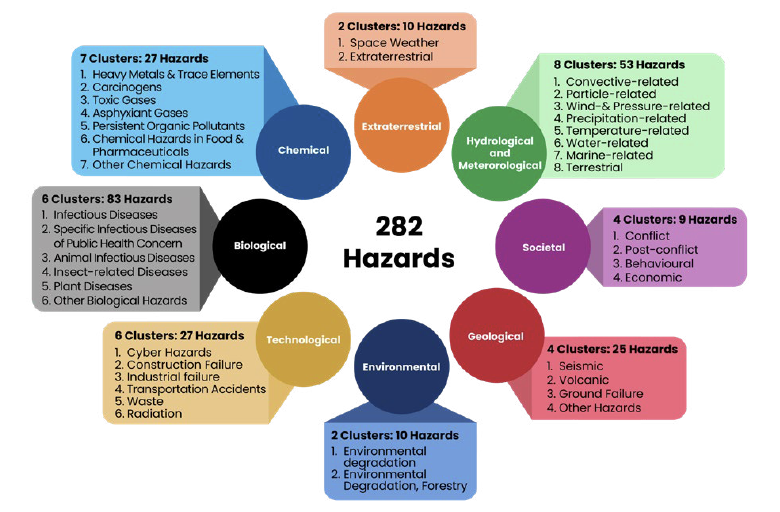 2 Clusters: 10 Hazards
1. Space Weather
2. Extraterrestrial
Extraterrestrial
7 Clusters: 27 Hazards
1. Heavy Metals & Trace Elements
2. Carcinogens
3. Toxic Gases
4. Asphyxiant Gases
5. Persistent Organic Pollutants
6. Chemical Hazards in Food &
Pharmaceuticals
7. Other Chemical Hazards
Chemical
8 Clusters: 53 Hazards
1. Convective-related
2. Particle-related
3. Wind-& Pressure-related
4. Precipitation-related
5. Temperature-related
6. Water-related
7. Marine-related
8. Terrestrial
Hydrological
and
Meterorological
6 Clusters: 83 Hazards
1. Infectious Diseases
2. Specific Infectious Diseases
of Public Health Concern
3. Animal Infectious Diseases
4. Insect-related Diseases
5. Plant Diseases
6. Other Biological Hazards
Biological
282
Hazards
Societal
4 Clusters: 9 Hazards
1. Conflict
2. Post-conflict
3. Behavioural
4. Economic
6 Clusters: 27 Hazards
1. Cyber Hazards
2. Construction Failure
3. Industrial failure
4. Transportation Accidents
5. Waste
6. Radiation
Technological
Environmental
2 Clusters: 10 Hazards
1. Environmental
degradation
2. Environmental
Degradation, Forestry
Geological
4 Clusters: 25 Hazards
1. Seismic
2. Volcanic
3. Ground Failure
4. Other Hazards